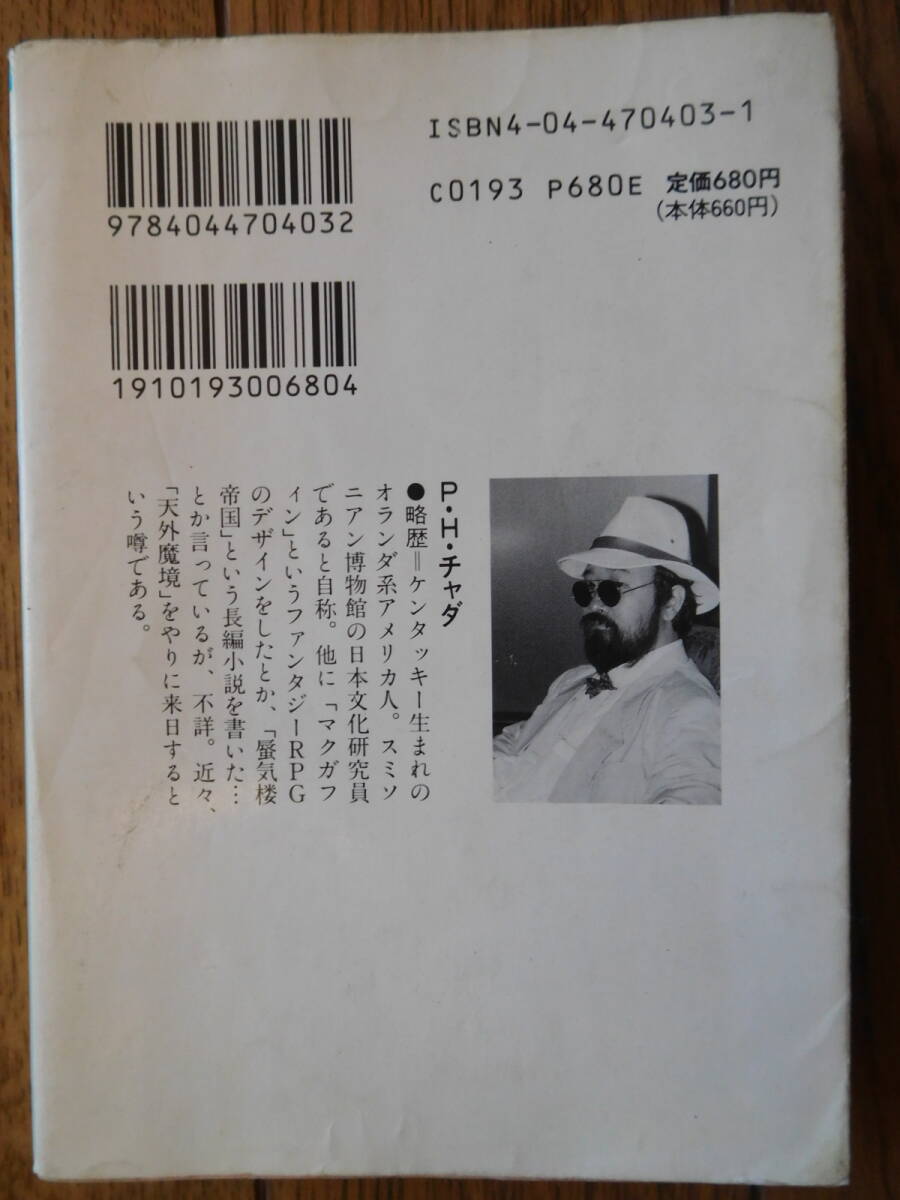 ISBN4-04-470403-1
C0193 P680E 定価680円
(本体660円)
9784044704032
1910193006804
P・H・チャダ
●略歴=ケンタッキー生まれの
オランダ系アメリカ人。スミソ
ニアン博物館の日本文化研究員
であると自称。他に「マクガフ
ィン」というファンタジーRPG
のデザインをしたとか、「蜃気楼
帝国」という長編小説を書いた…
とか言っているが、不詳。近々、
「天外魔境」をやりに来日すると
いう噂である。